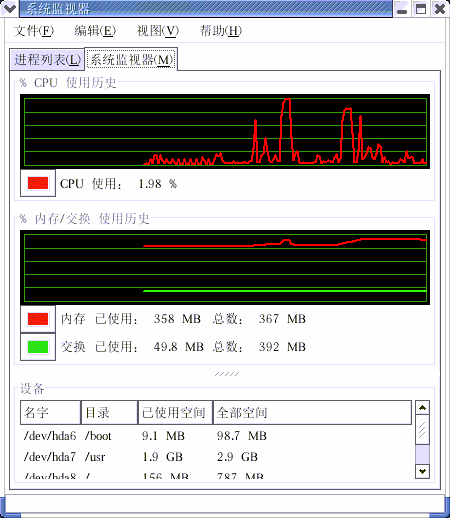 系统监视器
文件(F) 编辑(E) 视图(V) 帮助(H)
进程列表(L) 系统监视器(M)
% CPU 使用历史
CPU 使用： 1.98 %
% 内存/交换 使用历史
内存 已使用： 358 MB 总数： 367 MB
交换 已使用： 49.8 MB 总数： 392 MB
设备
名字 目录 已使用空间 全部空间
/dev/hda6 /boot 9.1 MB 98.7 MB
/dev/hda7 /usr 1.9 GB 2.9 GB
/dev/hda8 / 156 MB 787 MB